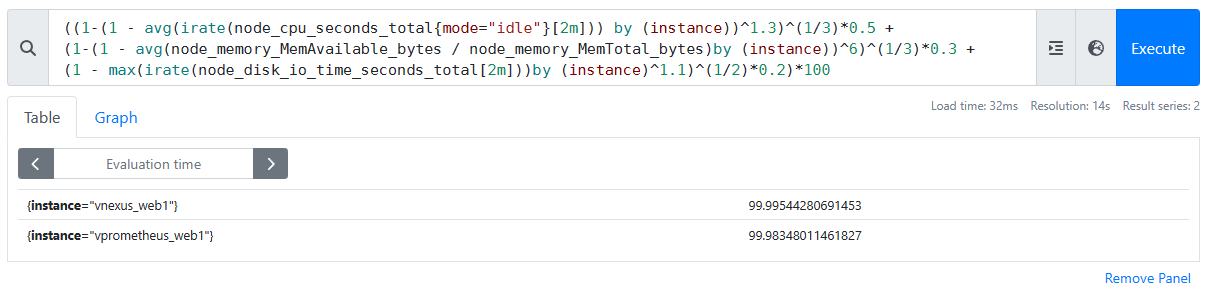 ((1-(1 - avg(irate(node_cpu_seconds_total{mode="idle"}[2m])) by (instance))^1.3)^(1/3)*0.5 +
(1-(1 - avg(node_memory_MemAvailable_bytes / node_memory_MemTotal_bytes)by (instance))^6)^(1/3)*0.3 +
(1 - max(irate(node_disk_io_time_seconds_total[2m]))by (instance)^1.1)^(1/2)*0.2)*100
Execute
Load time: 32ms Resolution: 14s Result series: 2
Table Graph
Evaluation time
{instance="vnexus_web1"} 99.99544280691453
{instance="vprometheus_web1"} 99.98348011461827
Remove Panel